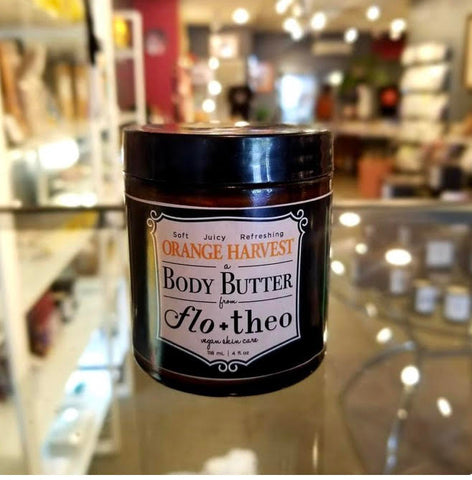 Soft Juicy Refreshing
ORANGE HARVEST
a
BODY BUTTER
from
flo+theo
vegan skin care
118 mL | 4 fl oz